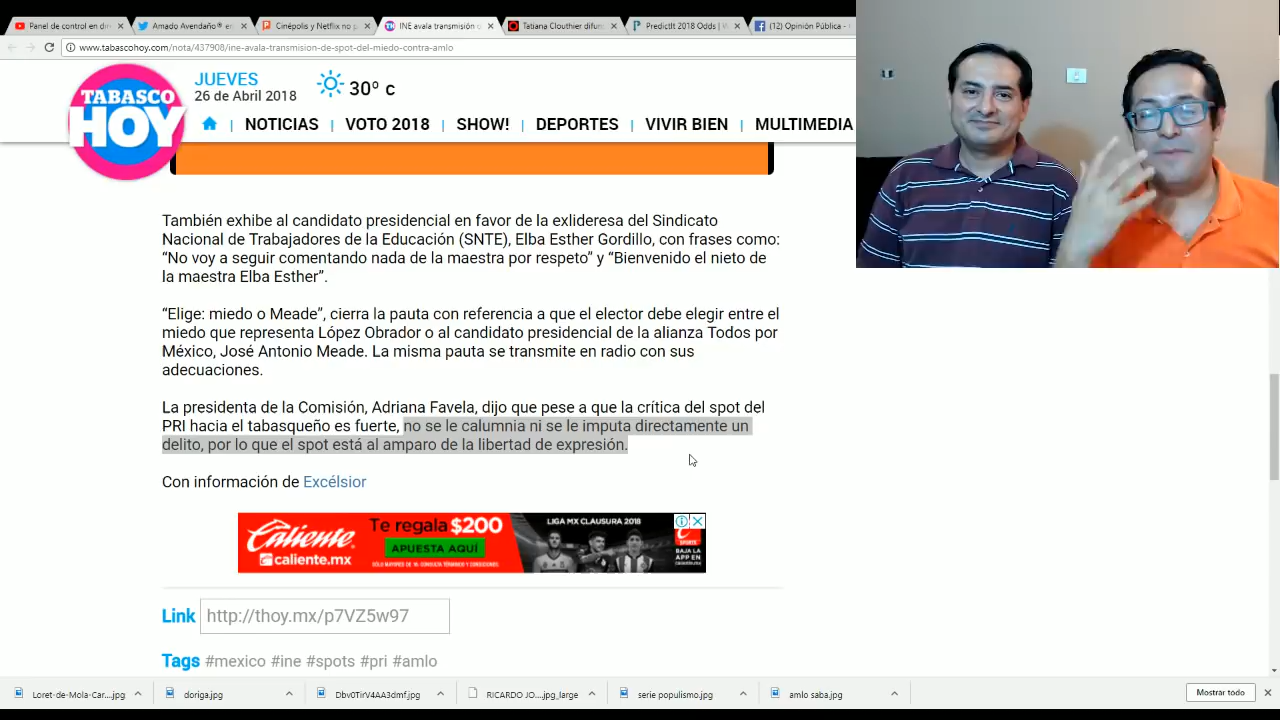 Panel de control en di
Amado Avendaño® e
Cinépolis y Netflix no p
INE avala transmisión d
Tatiana Clouthier difun
PredictIt 2018 Odds | W
(12) Opinión Pública -
www.tabascohoy.com/nota/437908/ine-avala-transmision-de-spot-del-miedo-contra-amlo
TABASCO
HOY
JUEVES
26 de Abril 2018
30º c
NOTICIAS | VOTO 2018 | SHOW! | DEPORTES | VIVIR BIEN | MULTIMEDIA
También exhibe al candidato presidencial en favor de la exlideresa del Sindicato
Nacional de Trabajadores de la Educación (SNTE), Elba Esther Gordillo, con frases como:
“No voy a seguir comentando nada de la maestra por respeto” y “Bienvenido el nieto de
la maestra Elba Esther”.
“Elige: miedo o Meade”, cierra la pauta con referencia a que el elector debe elegir entre el
miedo que representa López Obrador o al candidato presidencial de la alianza Todos por
México, José Antonio Meade. La misma pauta se transmite en radio con sus
adecuaciones.
La presidenta de la Comisión, Adriana Favela, dijo que pese a que la crítica del spot del
PRI hacia el tabasqueño es fuerte, no se le calumnia ni se le imputa directamente un
delito, por lo que el spot está al amparo de la libertad de expresión.
Con información de Excélsior
Caliente
caliente.mx
Te regala $200
APUESTA AQUÍ
LIGA MX CLAUSURA 2018
SPORTS
BAJA LA
APP EN
caliente.mx
Link http://thoy.mx/p7VZ5w97
Tags #mexico #ine #spots #pri #amlo
Loret-de-Mola-Car....jpg
doriga.jpg
Dbv0TirV4AA3dmf.jpg
RICARDO JO....jpg_large
serie populismo.jpg
amlo saba.jpg
Mostrar todo